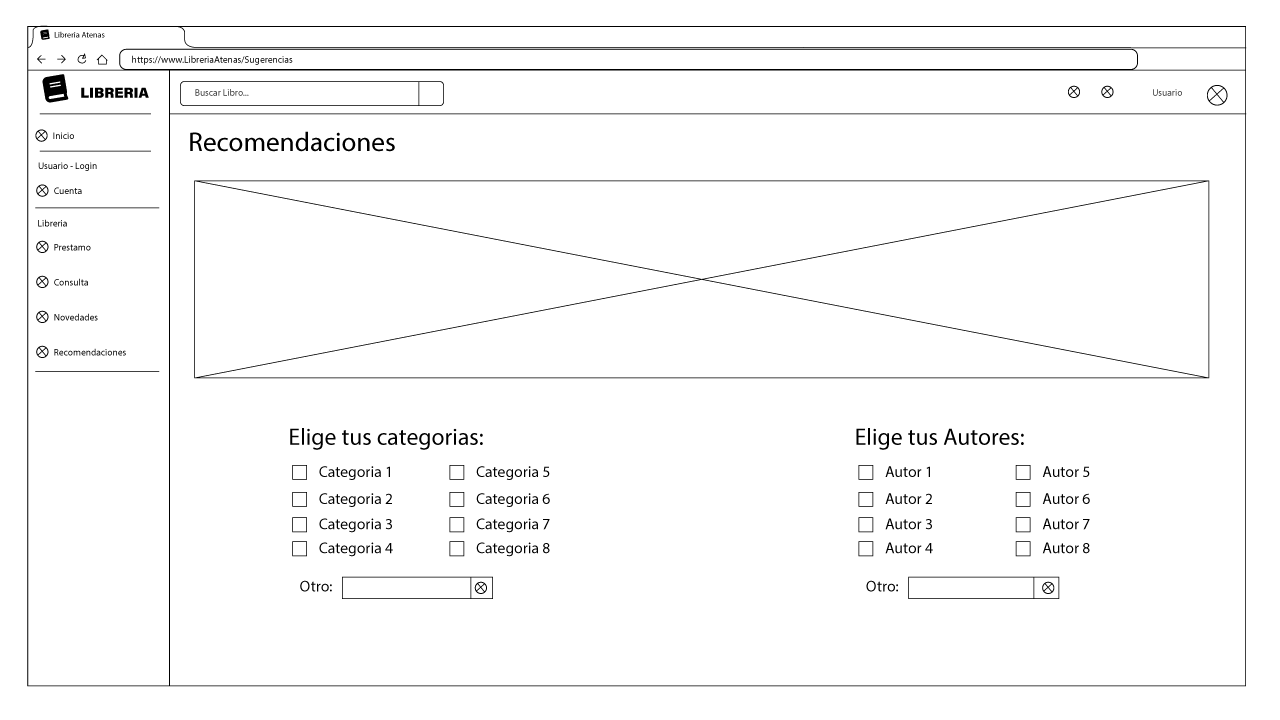 Libreria Atenas
https://www.LibreriaAtenas/Sugerencias
LIBRERIA
Buscar Libro...
Usuario
Inicio
Usuario - Login
Cuenta
Libreria
Prestamo
Consulta
Novedades
Recomendaciones
Recomendaciones
Elige tus categorias:
Categoria 1 Categoria 5
Categoria 2 Categoria 6
Categoria 3 Categoria 7
Categoria 4 Categoria 8
Otro:
Elige tus Autores:
Autor 1 Autor 5
Autor 2 Autor 6
Autor 3 Autor 7
Autor 4 Autor 8
Otro: